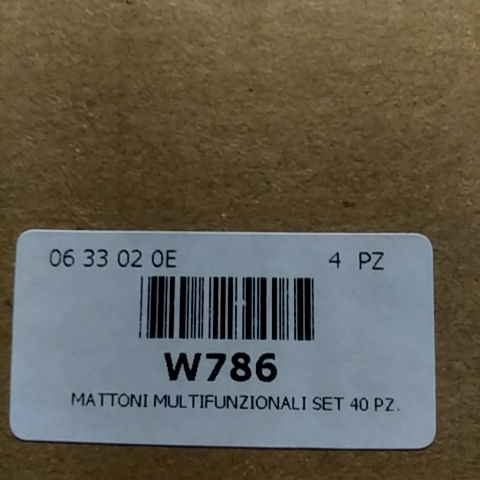 06 33 02 0E 4 PZ
W786
MATTONI MULTIFUNZIONALI SET 40 PZ.